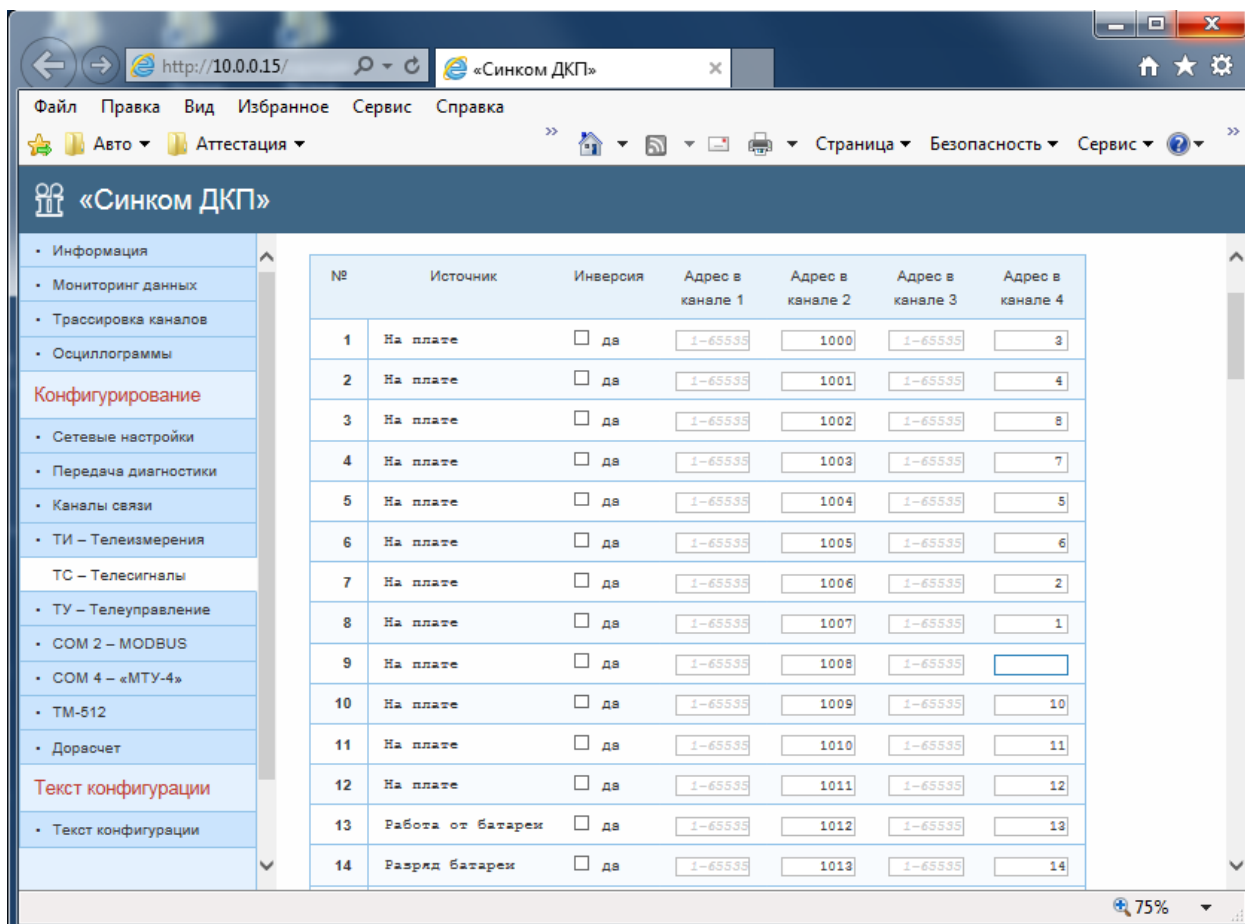 http://10.0.0.15/ «Синком ДКП»
Файл Правка Вид Избранное Сервис Справка
Авто Аттестация » Страница Безопасность Сервис »
«Синком ДКП»
Информация
Мониторинг данных
Трассировка каналов
Осциллограммы
Конфигурирование
Сетевые настройки
Передача диагностики
Каналы связи
ТИ – Телеизмерения
ТС – Телесигналы
ТУ – Телеуправление
COM 2 – MODBUS
COM 4 – «МТУ-4»
ТМ-512
Дорасчет
Текст конфигурации
Текст конфигурации
№ Источник Инверсия Адрес в канале 1 Адрес в канале 2 Адрес в канале 3 Адрес в канале 4
1 На плате да 1-65535 1000 1-65535 3
2 На плате да 1-65535 1001 1-65535 4
3 На плате да 1-65535 1002 1-65535 8
4 На плате да 1-65535 1003 1-65535 7
5 На плате да 1-65535 1004 1-65535 5
6 На плате да 1-65535 1005 1-65535 6
7 На плате да 1-65535 1006 1-65535 2
8 На плате да 1-65535 1007 1-65535 1
9 На плате да 1-65535 1008 1-65535
10 На плате да 1-65535 1009 1-65535 10
11 На плате да 1-65535 1010 1-65535 11
12 На плате да 1-65535 1011 1-65535 12
13 Работа от батареи да 1-65535 1012 1-65535 13
14 Разряд батареи да 1-65535 1013 1-65535 14
75%